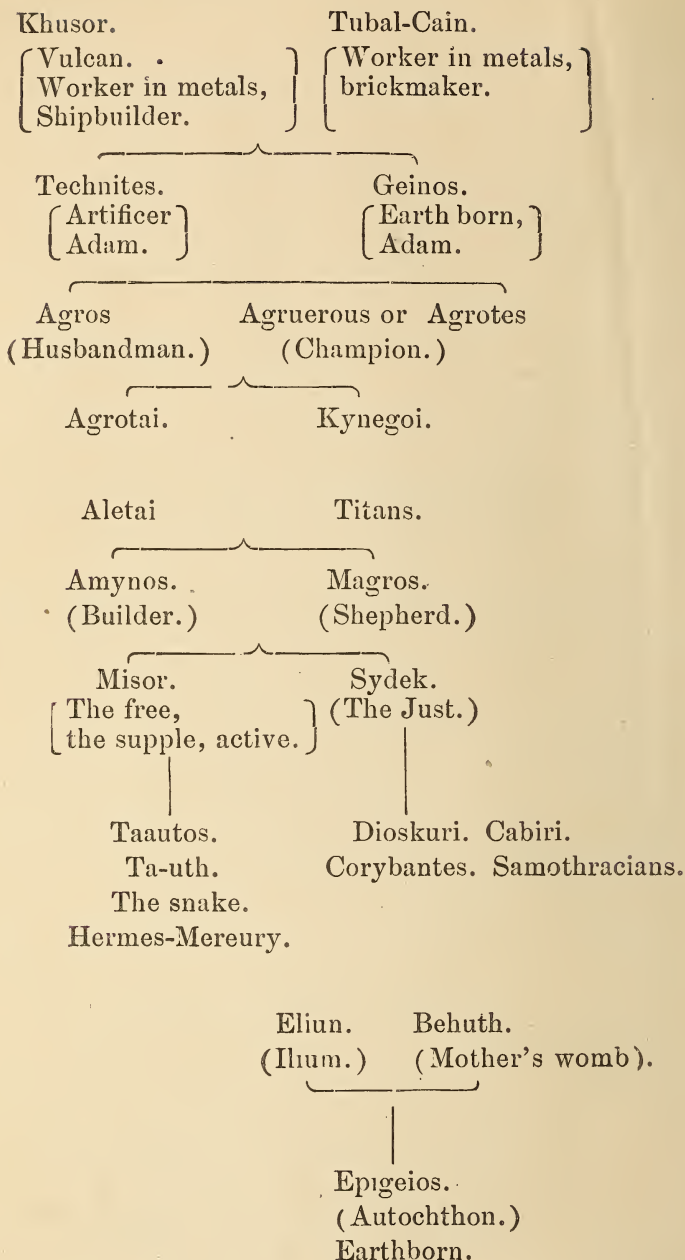 Khusor. Tubal-Cain.
Vulcan. Worker in metals,
Worker in metals, brickmaker.
Shipbuilder.
Technites. Geinos.
Artificer Earth born,
Adam. Adam.
Agros Agruerous or Agrotes
(Husbandman.) (Champion.)
Agrotai. Kynegoi.
Aletai Titans.
Amynos. Magros.
(Builder.) (Shepherd.)
Misor. Sydek.
The free, (The Just.)
the supple, active.
Taautos. Dioskuri. Cabiri.
Ta-uth. Corybantes. Samothracians.
The snake.
Hermes-Mereury.
Eliun. Behuth.
(Ilium.) (Mother's womb).
Epigeios.
(Autochthon.)
Earthborn.